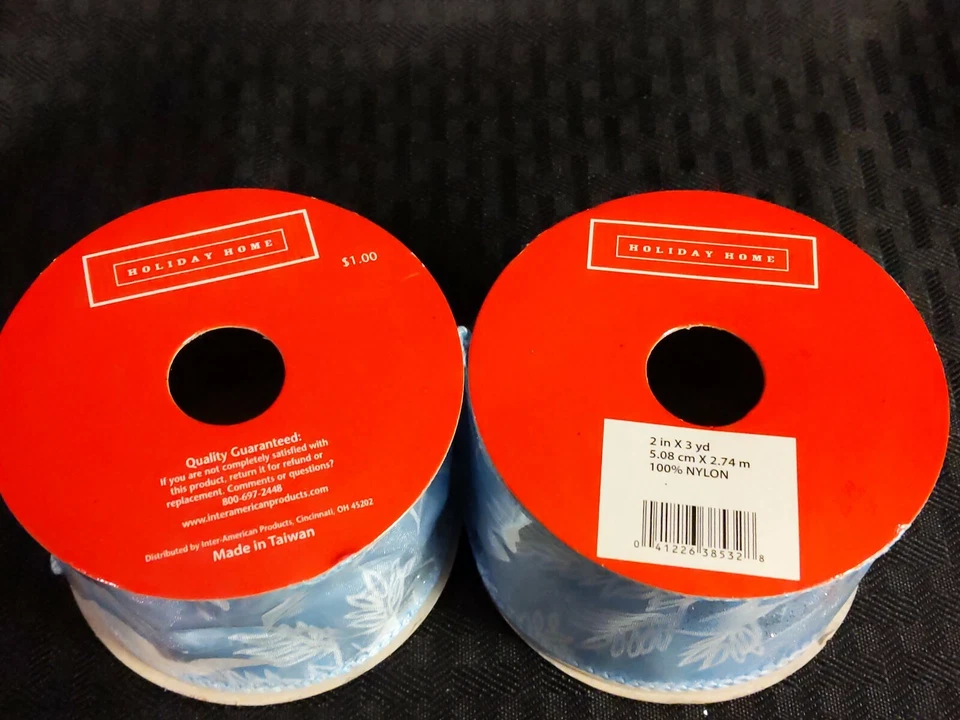 HOLIDAY HOME
$1.00
Quality Guaranteed:
If you are not completely satisfied with
this product, return it for refund or
replacement. Comments or questions?
800-697-2448
www.interamericanproducts.com
Distributed by Inter-American Products, Cincinnati, OH 45202
Made in Taiwan
HOLIDAY HOME
2 in X 3 yd
5.08 cm X 2.74 m
100% NYLON
0 41226 38532 8